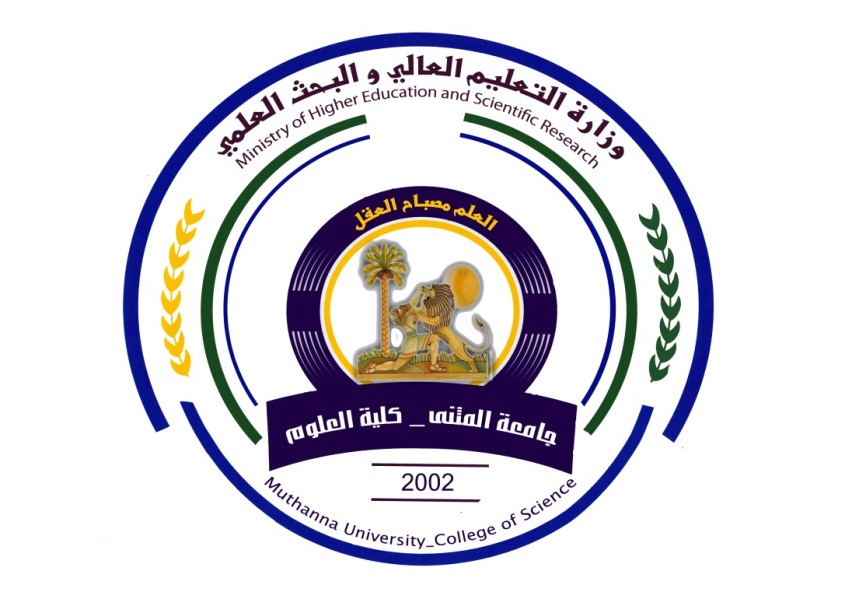 وزارة التعليم العالي و البحث العلمي
Ministry of Higher Education and Scientific Research
العلم مصباح العقل
جامعة المثنى _ كلية العلوم
2002
Muthanna University_College of Science